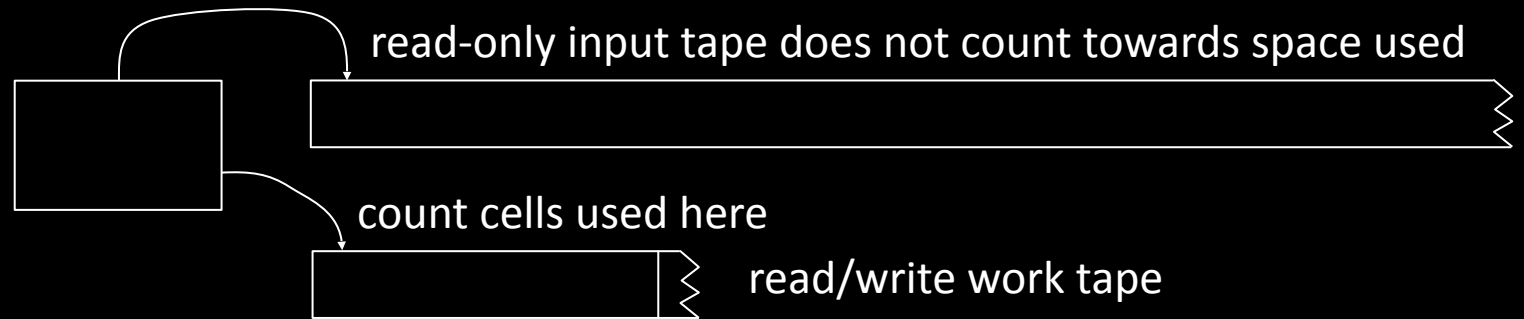 read-only input tape does not count towards space used
count cells used here
read/write work tape